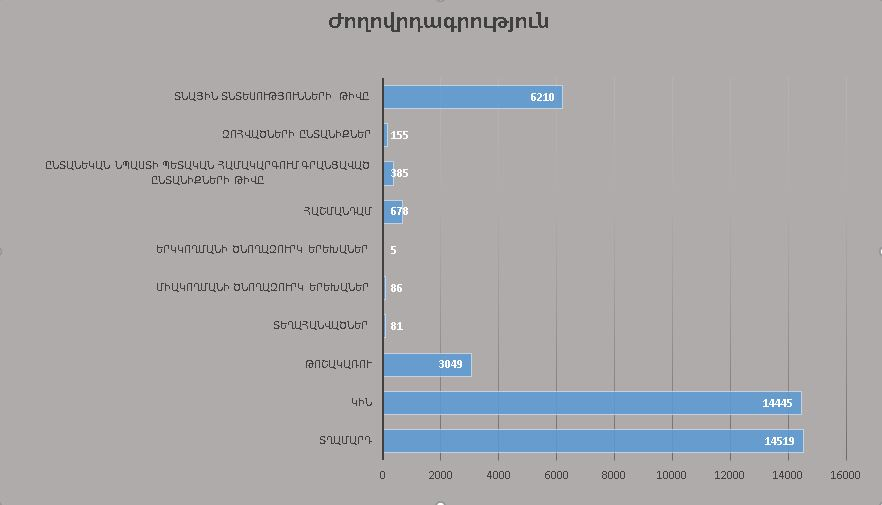 Ժողովրդագրություն
ՏՆԱՅԻՆ ՏՆՏԵՍՈՒԹՅՈՒՆՆԵՐԻ ԹԻՎԸ
6210
ԶՈՀՎԱԾՆԵՐԻ ԸՆՏԱՆԻՔՆԵՐ
155
ԸՆՏԱՆԵԿԱՆ ՆՊԱՍՏԻ ՊԵՏԱԿԱՆ ՀԱՄԱԿԱՐԳՈՒՄ ԳՐԱՆՑՎԱԾ
ԸՆՏԱՆԻՔՆԵՐԻ ԹԻՎԸ
385
ՀԱՇՄԱՆԴԱՄ
678
ԵՐԿԿՈՂՄԱՆԻ ԾՆՈՂԱԶՈՒՐԿ ԵՐԵԽԱՆԵՐ
5
ՄԻԱԿՈՂՄԱՆԻ ԾՆՈՂԱԶՈՒՐԿ ԵՐԵԽԱՆԵՐ
86
ՏԵՂԱՀԱՆՎԱԾՆԵՐ
81
ԹՈՇԱԿԱՌՈՒ
3049
ԿԻՆ
14445
ՏՂԱՄԱՐԴ
14519
0 2000 4000 6000 8000 10000 12000 14000 16000